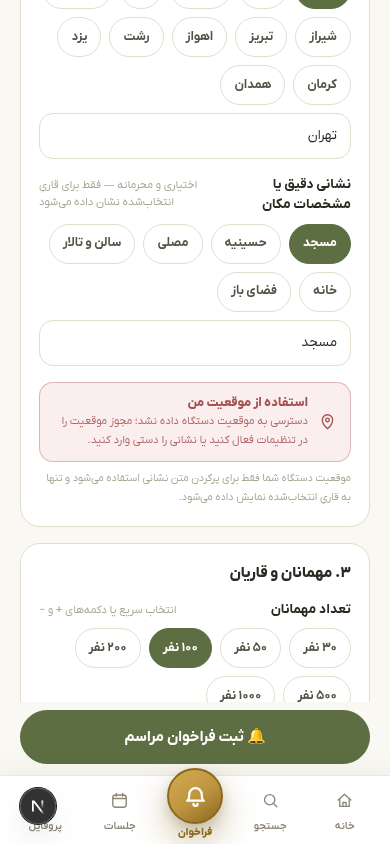 شیراز
تبریز
اهواز
رشت
یزد
کرمان
همدان
تهران
نشانی دقیق یا
مشخصات مکان
اختیاری و محرمانه — فقط برای قاریِ
انتخاب‌شده نشان داده می‌شود
مسجد
حسینیه
مصلی
سالن و تالار
خانه
فضای باز
مسجد
استفاده از موقعیت من
دسترسی به موقعیت دستگاه داده نشد؛ مجوز موقعیت را
در تنظیمات فعال کنید یا نشانی را دستی وارد کنید.
موقعیت دستگاه شما فقط برای پرکردن متن نشانی استفاده می‌شود و تنها
به قاریِ انتخاب‌شده نمایش داده می‌شود.
۳. مهمانان و قاریان
تعداد مهمانان
انتخاب سریع یا دکمه‌های + و −
۳۰ نفر
۵۰ نفر
۱۰۰ نفر
۲۰۰ نفر
۵۰۰ نفر
۱۰۰۰ نفر
🔔 ثبت فراخوان مراسم
خانه
جستجو
فراخوان
جلسات
پروفایل
N